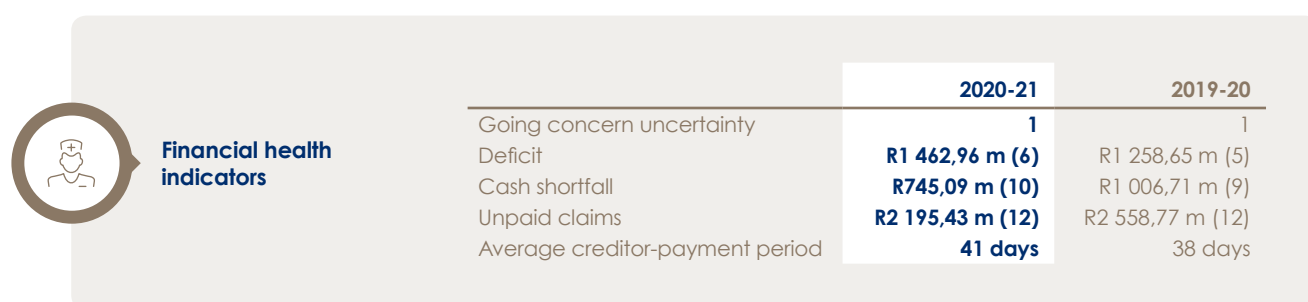 2020-21 2019-20
Financial health
indicators
Going concern uncertainty 1 1
Deficit R1 462,96 m (6) R1 258,65 m (5)
Cash shortfall R745,09 m (10) R1 006,71 m (9)
Unpaid claims R2 195,43 m (12) R2 558,77 m (12)
Average creditor-payment period 41 days 38 days